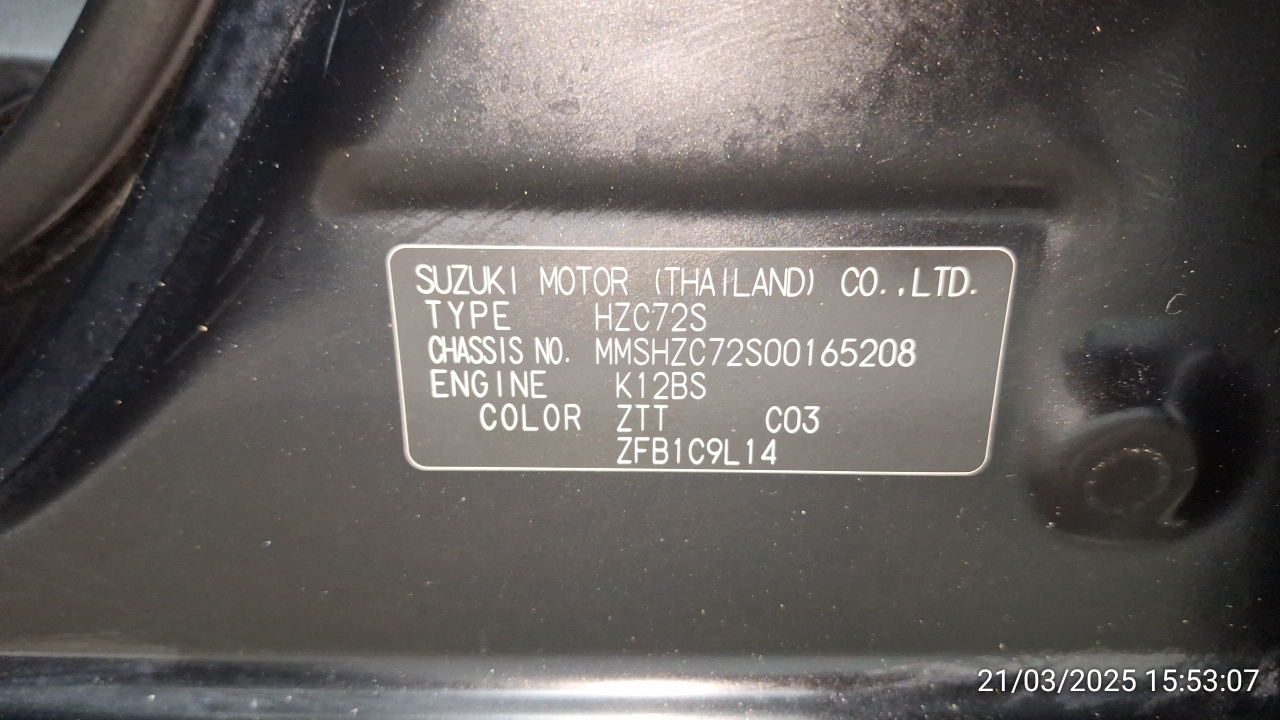 SUZUKI MOTOR (THAILAND) CO.,LTD.
TYPE HZC72S
CHASSIS NO. MMSHZC72S00165208
ENGINE K12BS
COLOR ZTT C03
ZFB1C9L14
21/03/2025 15:53:07